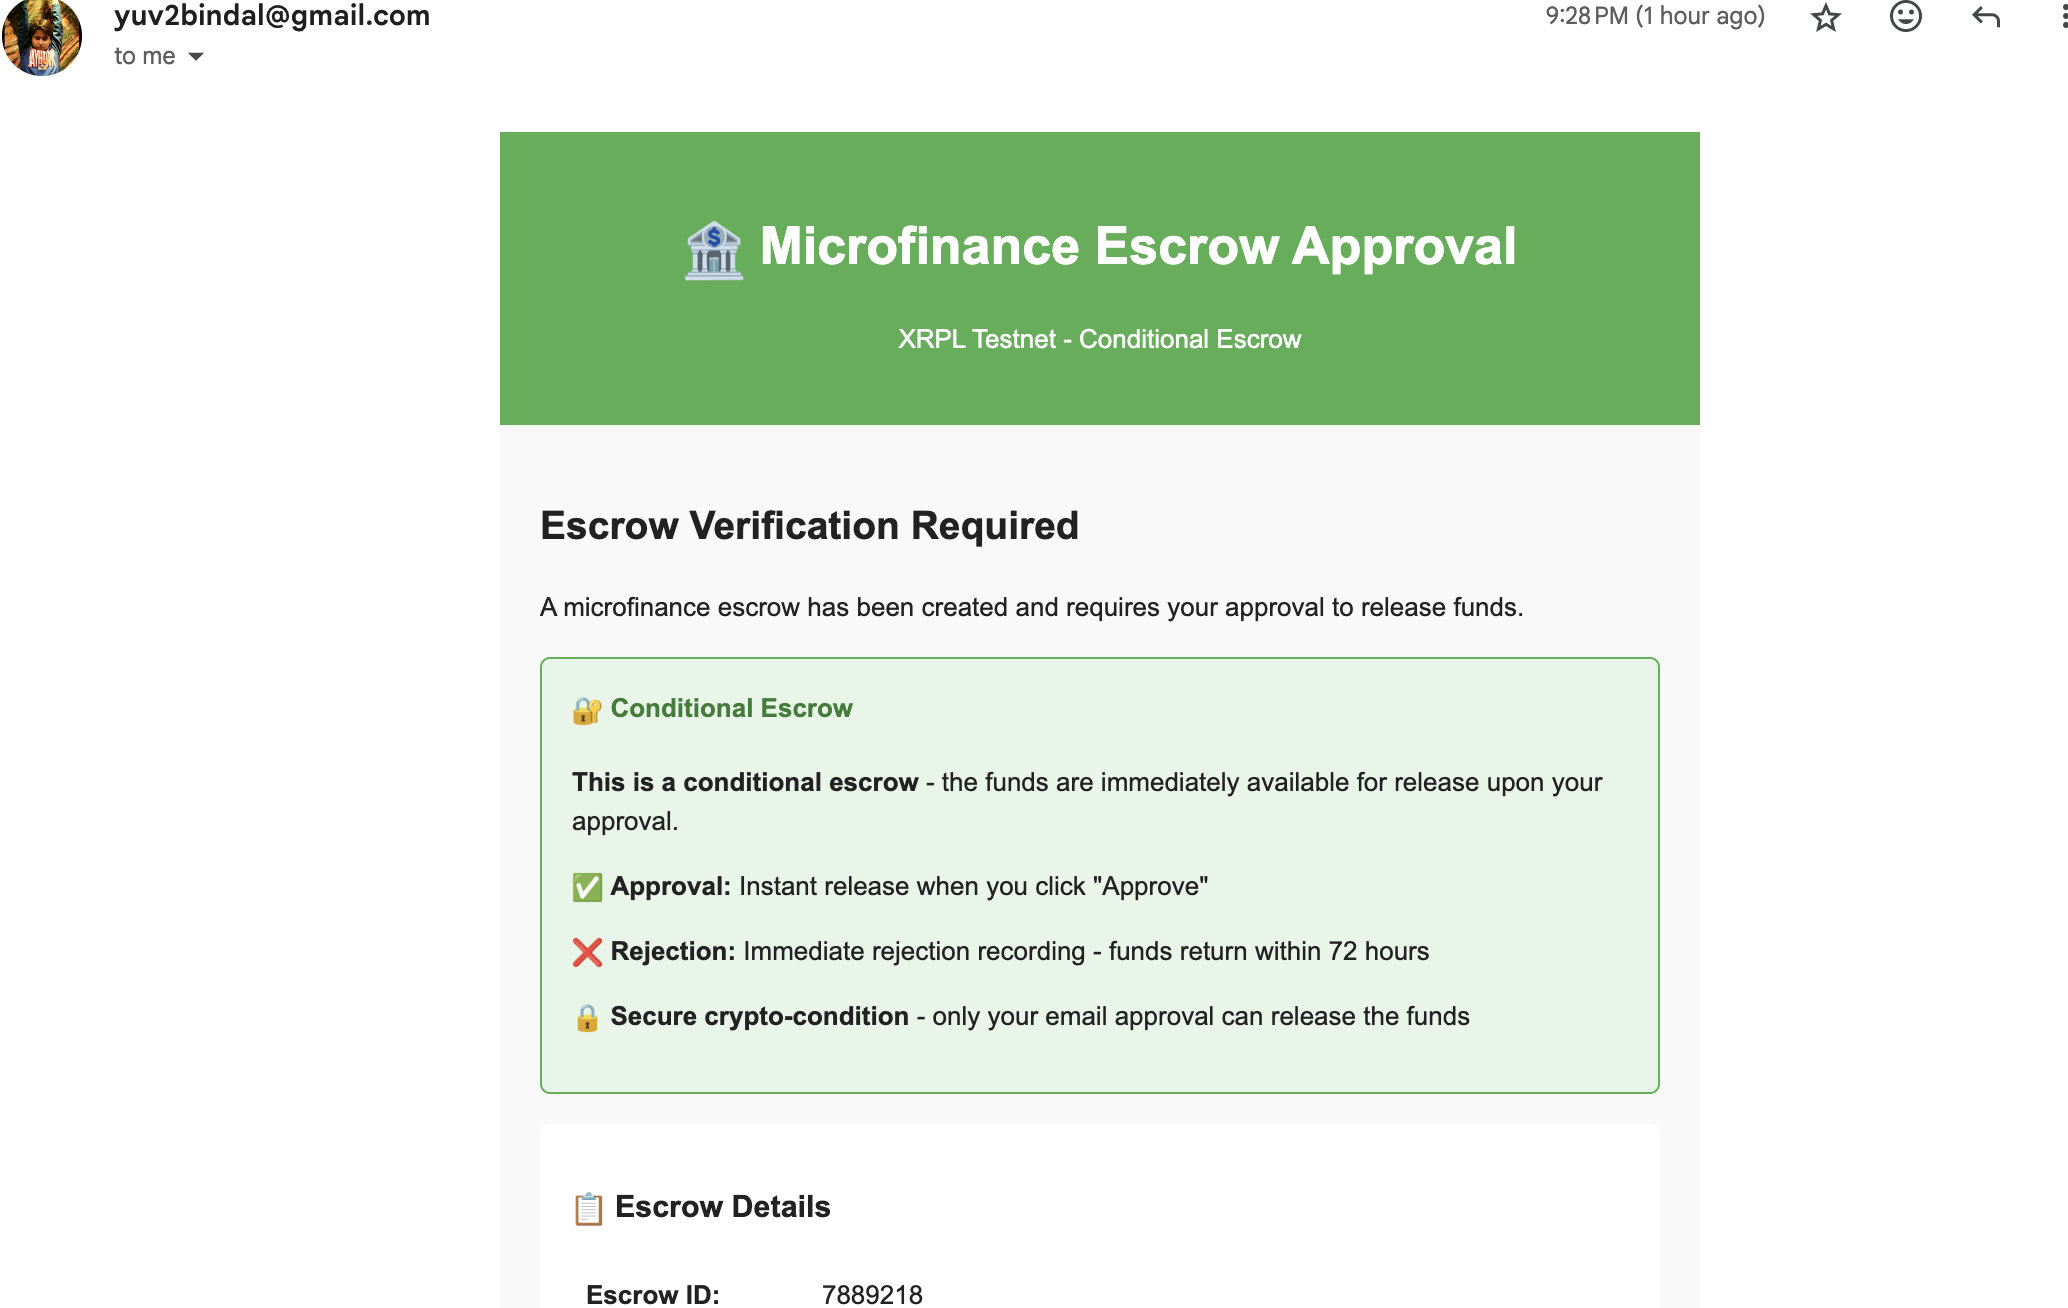 yuv2bindal@gmail.com
9:28 PM (1 hour ago)
to me
Microfinance Escrow Approval
XRPL Testnet - Conditional Escrow
Escrow Verification Required
A microfinance escrow has been created and requires your approval to release funds.
Conditional Escrow
This is a conditional escrow - the funds are immediately available for release upon your
approval.
Approval: Instant release when you click "Approve"
Rejection: Immediate rejection recording - funds return within 72 hours
Secure crypto-condition - only your email approval can release the funds
Escrow Details
Escrow ID: 7889218